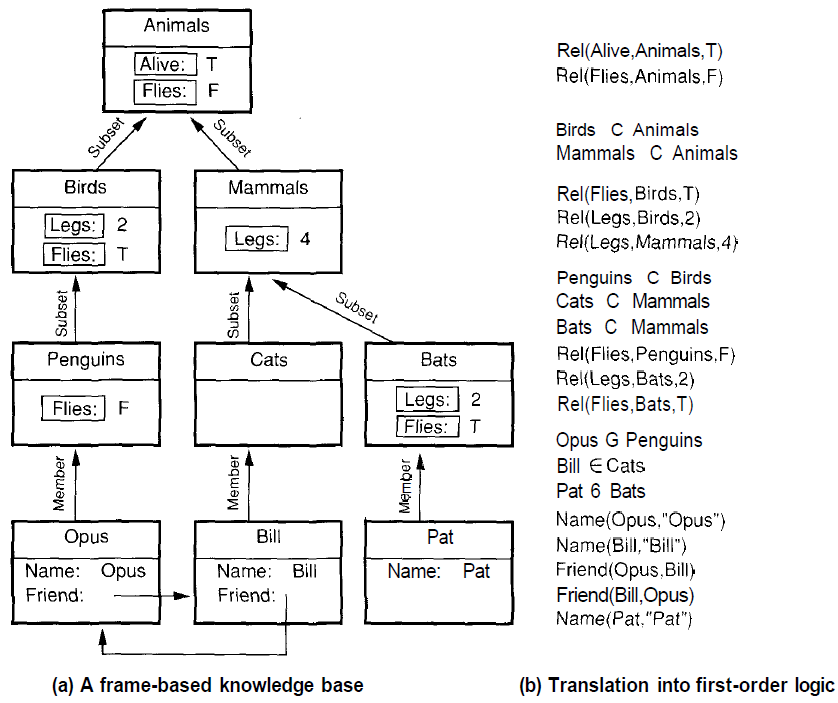 Animals
Alive: T
Flies: F
Subset
Subset
Birds
Legs: 2
Flies: T
Mammals
Legs: 4
Subset
Subset
Subset
Penguins
Flies: F
Cats
Bats
Legs: 2
Flies: T
Member
Member
Member
Opus
Name: Opus
Friend:
Bill
Name: Bill
Friend:
Pat
Name: Pat
(a) A frame-based knowledge base
Rel(Alive,Animals,T)
Rel(Flies,Animals,F)
Birds C Animals
Mammals C Animals
Rel(Flies,Birds,T)
Rel(Legs,Birds,2)
Rel(Legs,Mammals,4)
Penguins C Birds
Cats C Mammals
Bats C Mammals
Rel(Flies,Penguins,F)
Rel(Legs,Bats,2)
Rel(Flies,Bats,T)
Opus G Penguins
Bill ∈ Cats
Pat 6 Bats
Name(Opus,"Opus")
Name(Bill,"Bill")
Friend(Opus,Bill)
Friend(Bill,Opus)
Name(Pat,"Pat")
(b) Translation into first-order logic